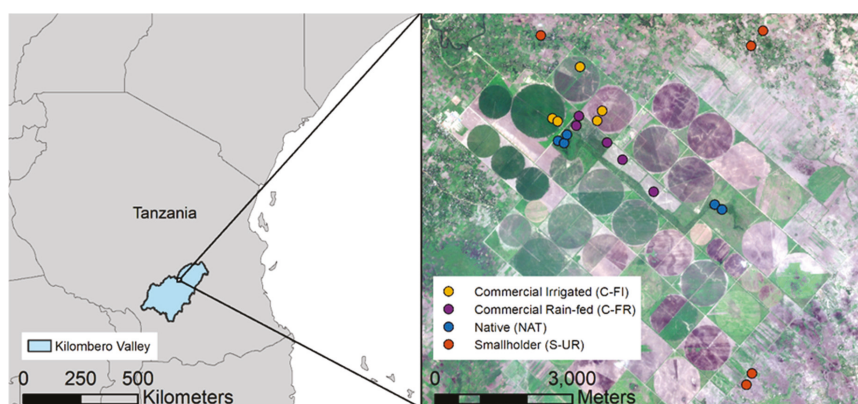 Tanzania
Kilombero Valley
0 250 500
Kilometers
Commercial Irrigated (C-FI)
Commercial Rain-fed (C-FR)
Native (NAT)
Smallholder (S-UR)
0 3,000
Meters